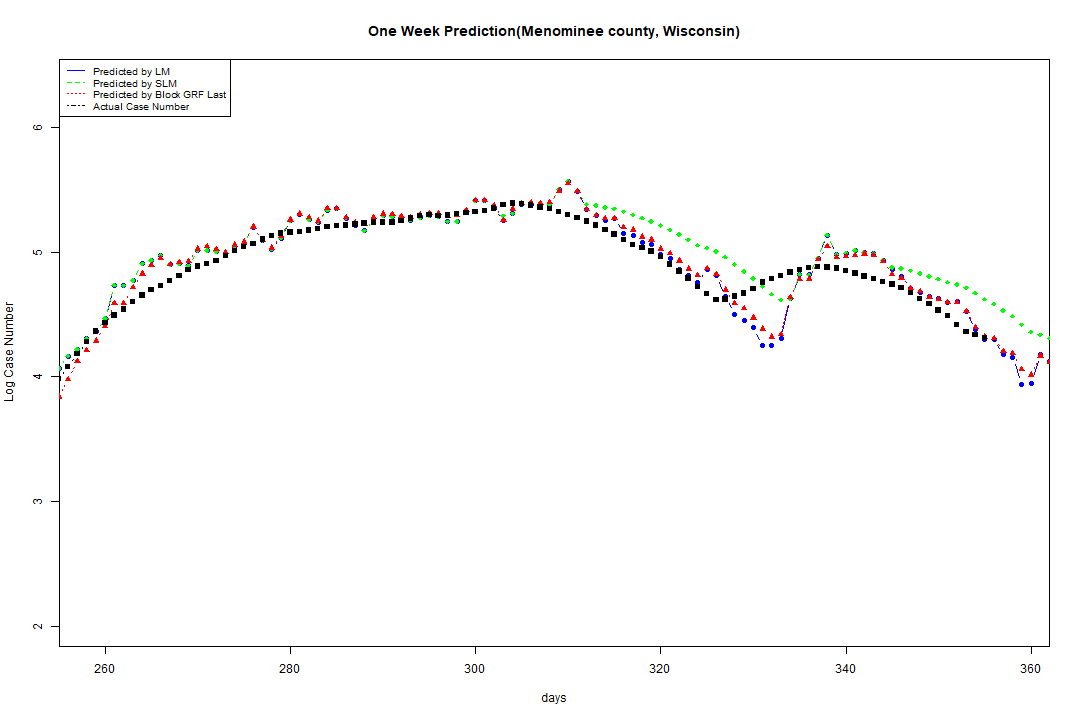 One Week Prediction(Menominee county, Wisconsin)
Predicted by LM
Predicted by SLM
Predicted by Block GRF Last
Actual Case Number
6
5
4
3
2
Log Case Number
260 280 300 320 340 360
days